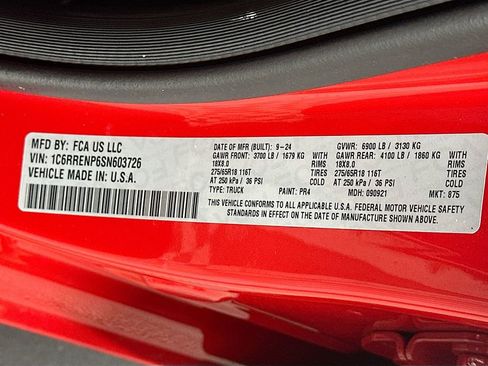 MFD BY: FCA US LLC
VIN: 1C6RRENP6SN603726
VEHICLE MADE IN: U.S.A.
DATE OF MFR (BUILT): 9-24 GVWR: 6900 LB / 3130 KG
GAWR FRONT: 3700 LB / 1679 KG GAWR REAR: 4100 LB / 1860 KG
18X8.0 RIMS 18X8.0 RIMS
275/65R18 116T TIRES 275/65R18 116T TIRES
AT 250 kPa / 36 PSI COLD AT 250 kPa / 36 PSI COLD
TYPE: TRUCK PAINT: PR4 MDH: 090921 MKT: 875
THIS VEHICLE CONFORMS TO ALL APPLICABLE U.S.A. FEDERAL MOTOR VEHICLE SAFETY
STANDARDS IN EFFECT ON THE DATE OF MANUFACTURE SHOWN ABOVE.